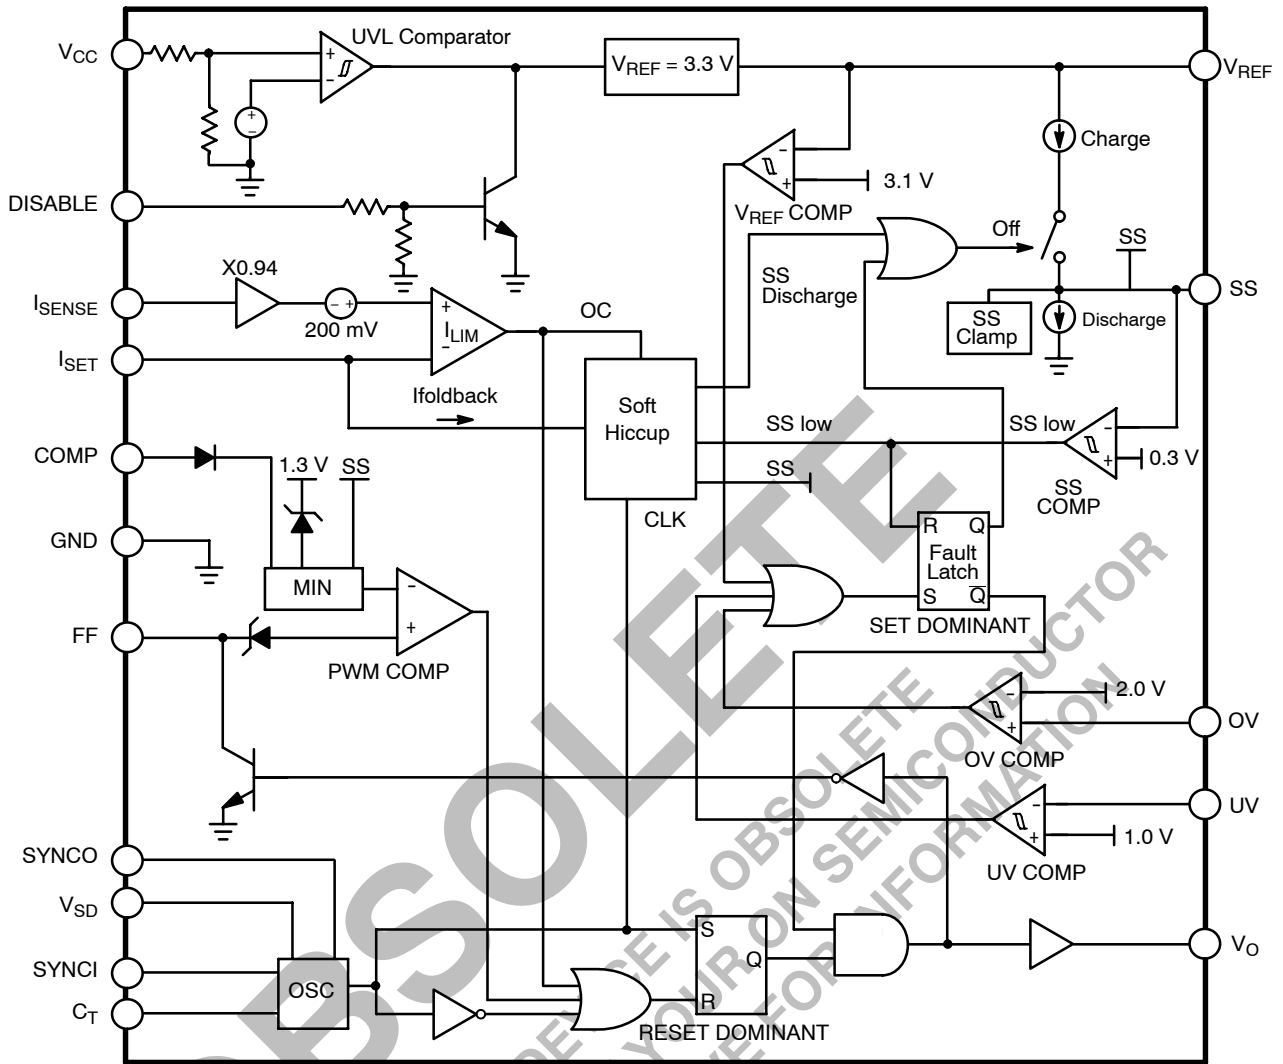 VCC
UVL Comparator
+
−
+
−
VREF = 3.3 V
VREF
Charge
−
+
3.1 V
VREF COMP
DISABLE
Off
SS
X0.94
SS
Discharge
ISENSE
− +
200 mV
+
ILIM
−
OC
SS
Clamp
Discharge
SS
ISET
Ifoldback
Soft
Hiccup
SS low
SS low
−
+
0.3 V
SS
COMP
COMP
1.3 V
SS
SS
CLK
GND
R
Q
Fault
Latch
S
Q
SET DOMINANT
MIN
−
+
FF
PWM COMP
−
2.0 V
+
OV
OV COMP
−
UV
+
1.0 V
UV COMP
SYNCO
VSD
S
Q
R
VO
SYNCI
OSC
CT
RESET DOMINANT
OBSOLETE
DEVICE IS OBSOLETE
YOUR ON SEMICONDUCTOR
FOR INFORMATION